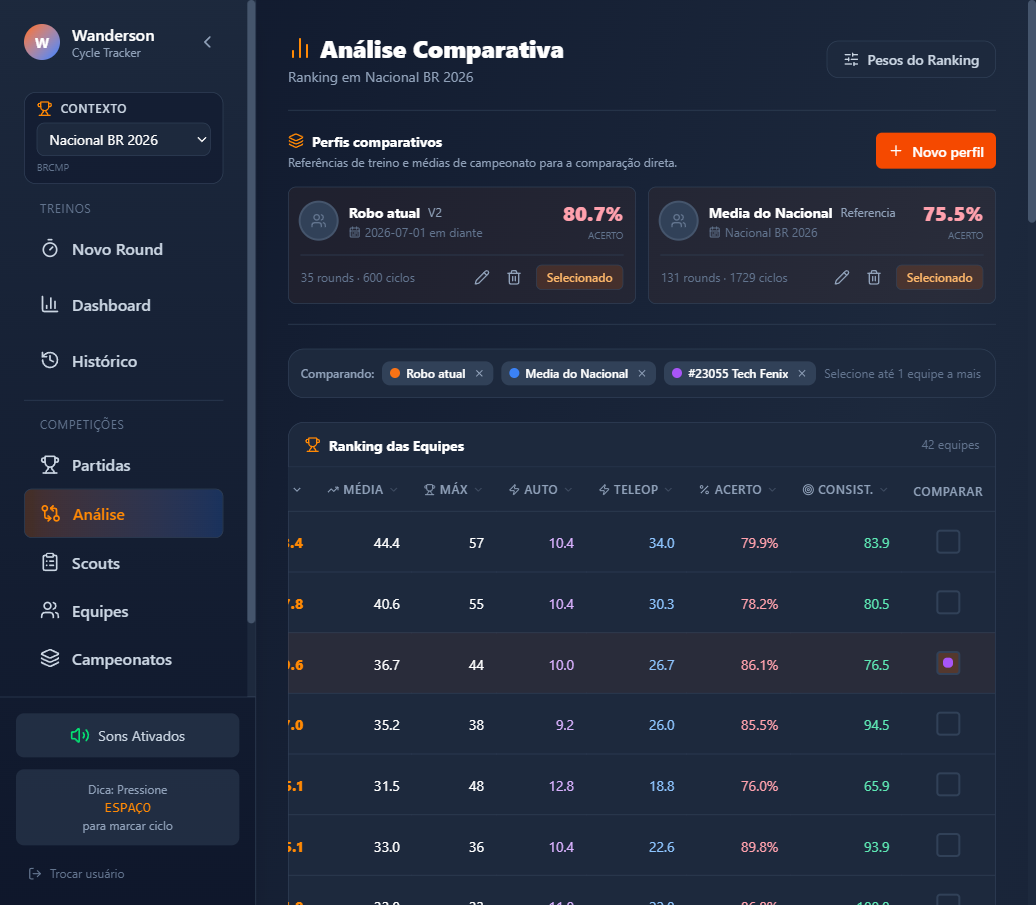 W
Wanderson
Cycle Tracker
CONTEXTO
Nacional BR 2026
BRCMP
TREINOS
Novo Round
Dashboard
Histórico
COMPETIÇÕES
Partidas
Análise
Scouts
Equipes
Campeonatos
Sons Ativados
Dica: Pressione
ESPAÇO
para marcar ciclo
Trocar usuário
Análise Comparativa
Ranking em Nacional BR 2026
Pesos do Ranking
Perfis comparativos
Referências de treino e médias de campeonato para a comparação direta.
+ Novo perfil
Robo atual V2 80.7%
2026-07-01 em diante ACERTO
35 rounds · 600 ciclos Selecionado
Media do Nacional Referencia 75.5%
Nacional BR 2026 ACERTO
131 rounds · 1729 ciclos Selecionado
Comparando: Robo atual × Media do Nacional × #23055 Tech Fenix × Selecione até 1 equipe a mais
Ranking das Equipes 42 equipes
MÉDIA MÁX AUTO TELEOP % ACERTO CONSIST. COMPARAR
.4 44.4 57 10.4 34.0 79.9% 83.9
.8 40.6 55 10.4 30.3 78.2% 80.5
.6 36.7 44 10.0 26.7 86.1% 76.5
.0 35.2 38 9.2 26.0 85.5% 94.5
.1 31.5 48 12.8 18.8 76.0% 65.9
.1 33.0 36 10.4 22.6 89.8% 93.9